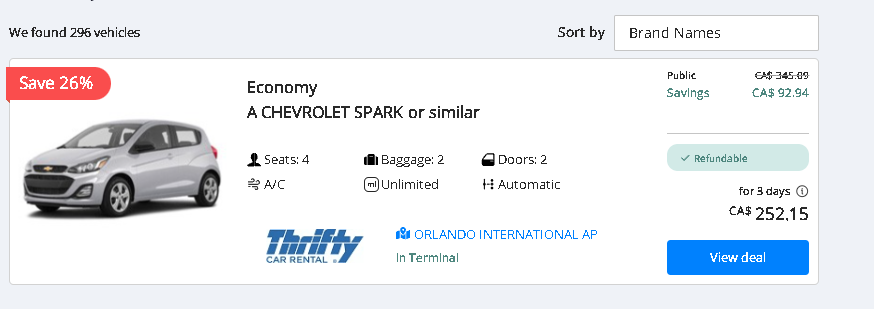 We found 296 vehicles
Sort by
Brand Names
Save 26%
Economy
A CHEVROLET SPARK or similar
Seats: 4
Baggage: 2
Doors: 2
A/C
Unlimited
Automatic
Thrifty
CAR RENTAL
ORLANDO INTERNATIONAL AP
In Terminal
Public CA$ 345.09
Savings CA$ 92.94
Refundable
for 3 days
CA$ 252.15
View deal